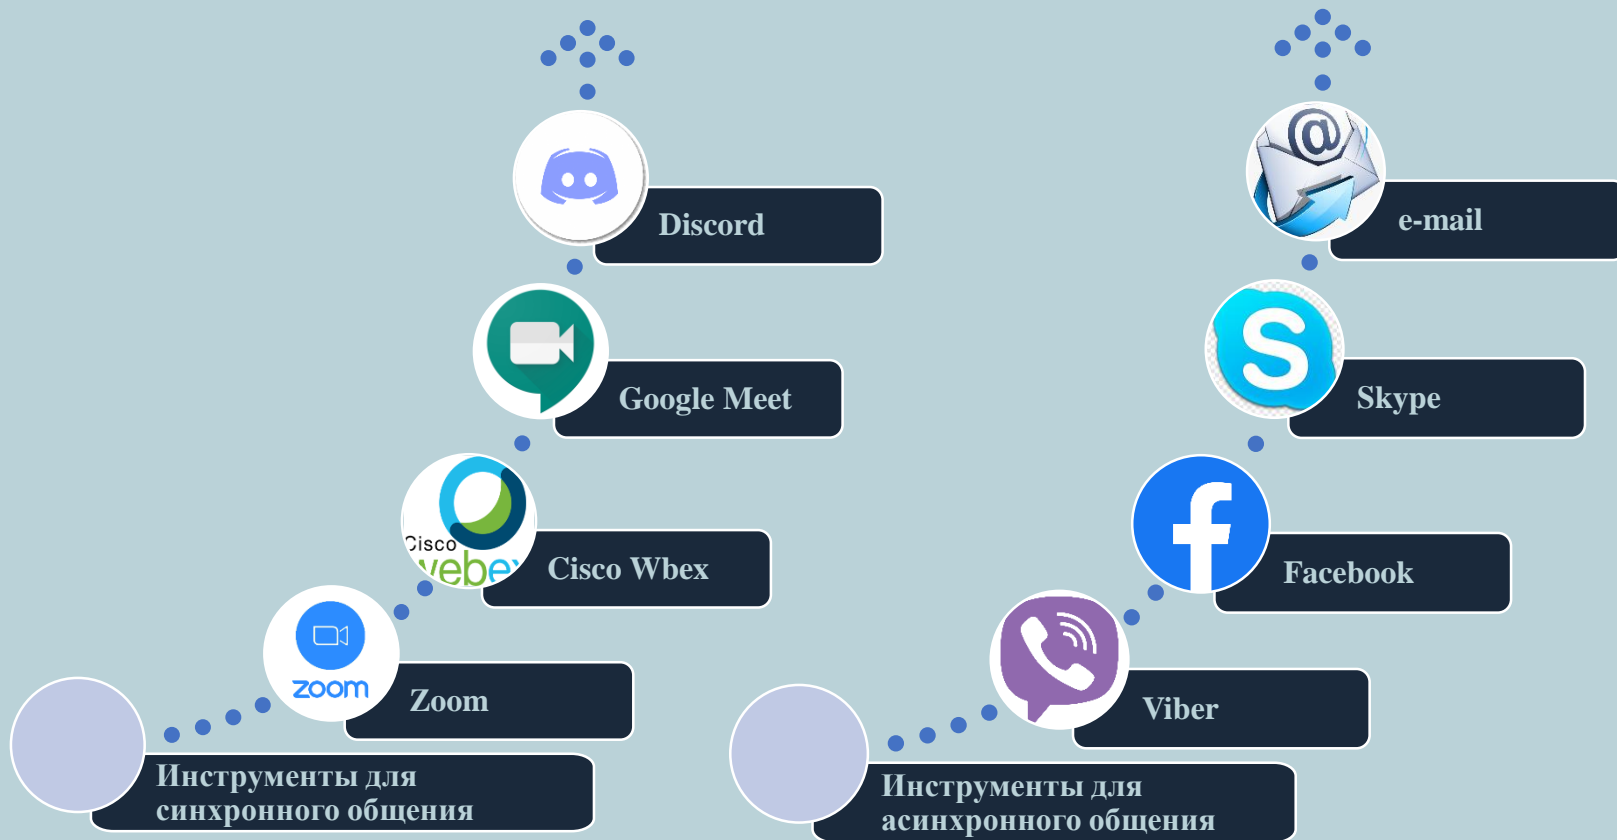 Discord
Google Meet
Cisco
webex
Cisco Wbex
zoom
Zoom
Инструменты для
синхронного общения
@
e-mail
S
Skype
f
Facebook
Viber
Инструменты для
асинхронного общения